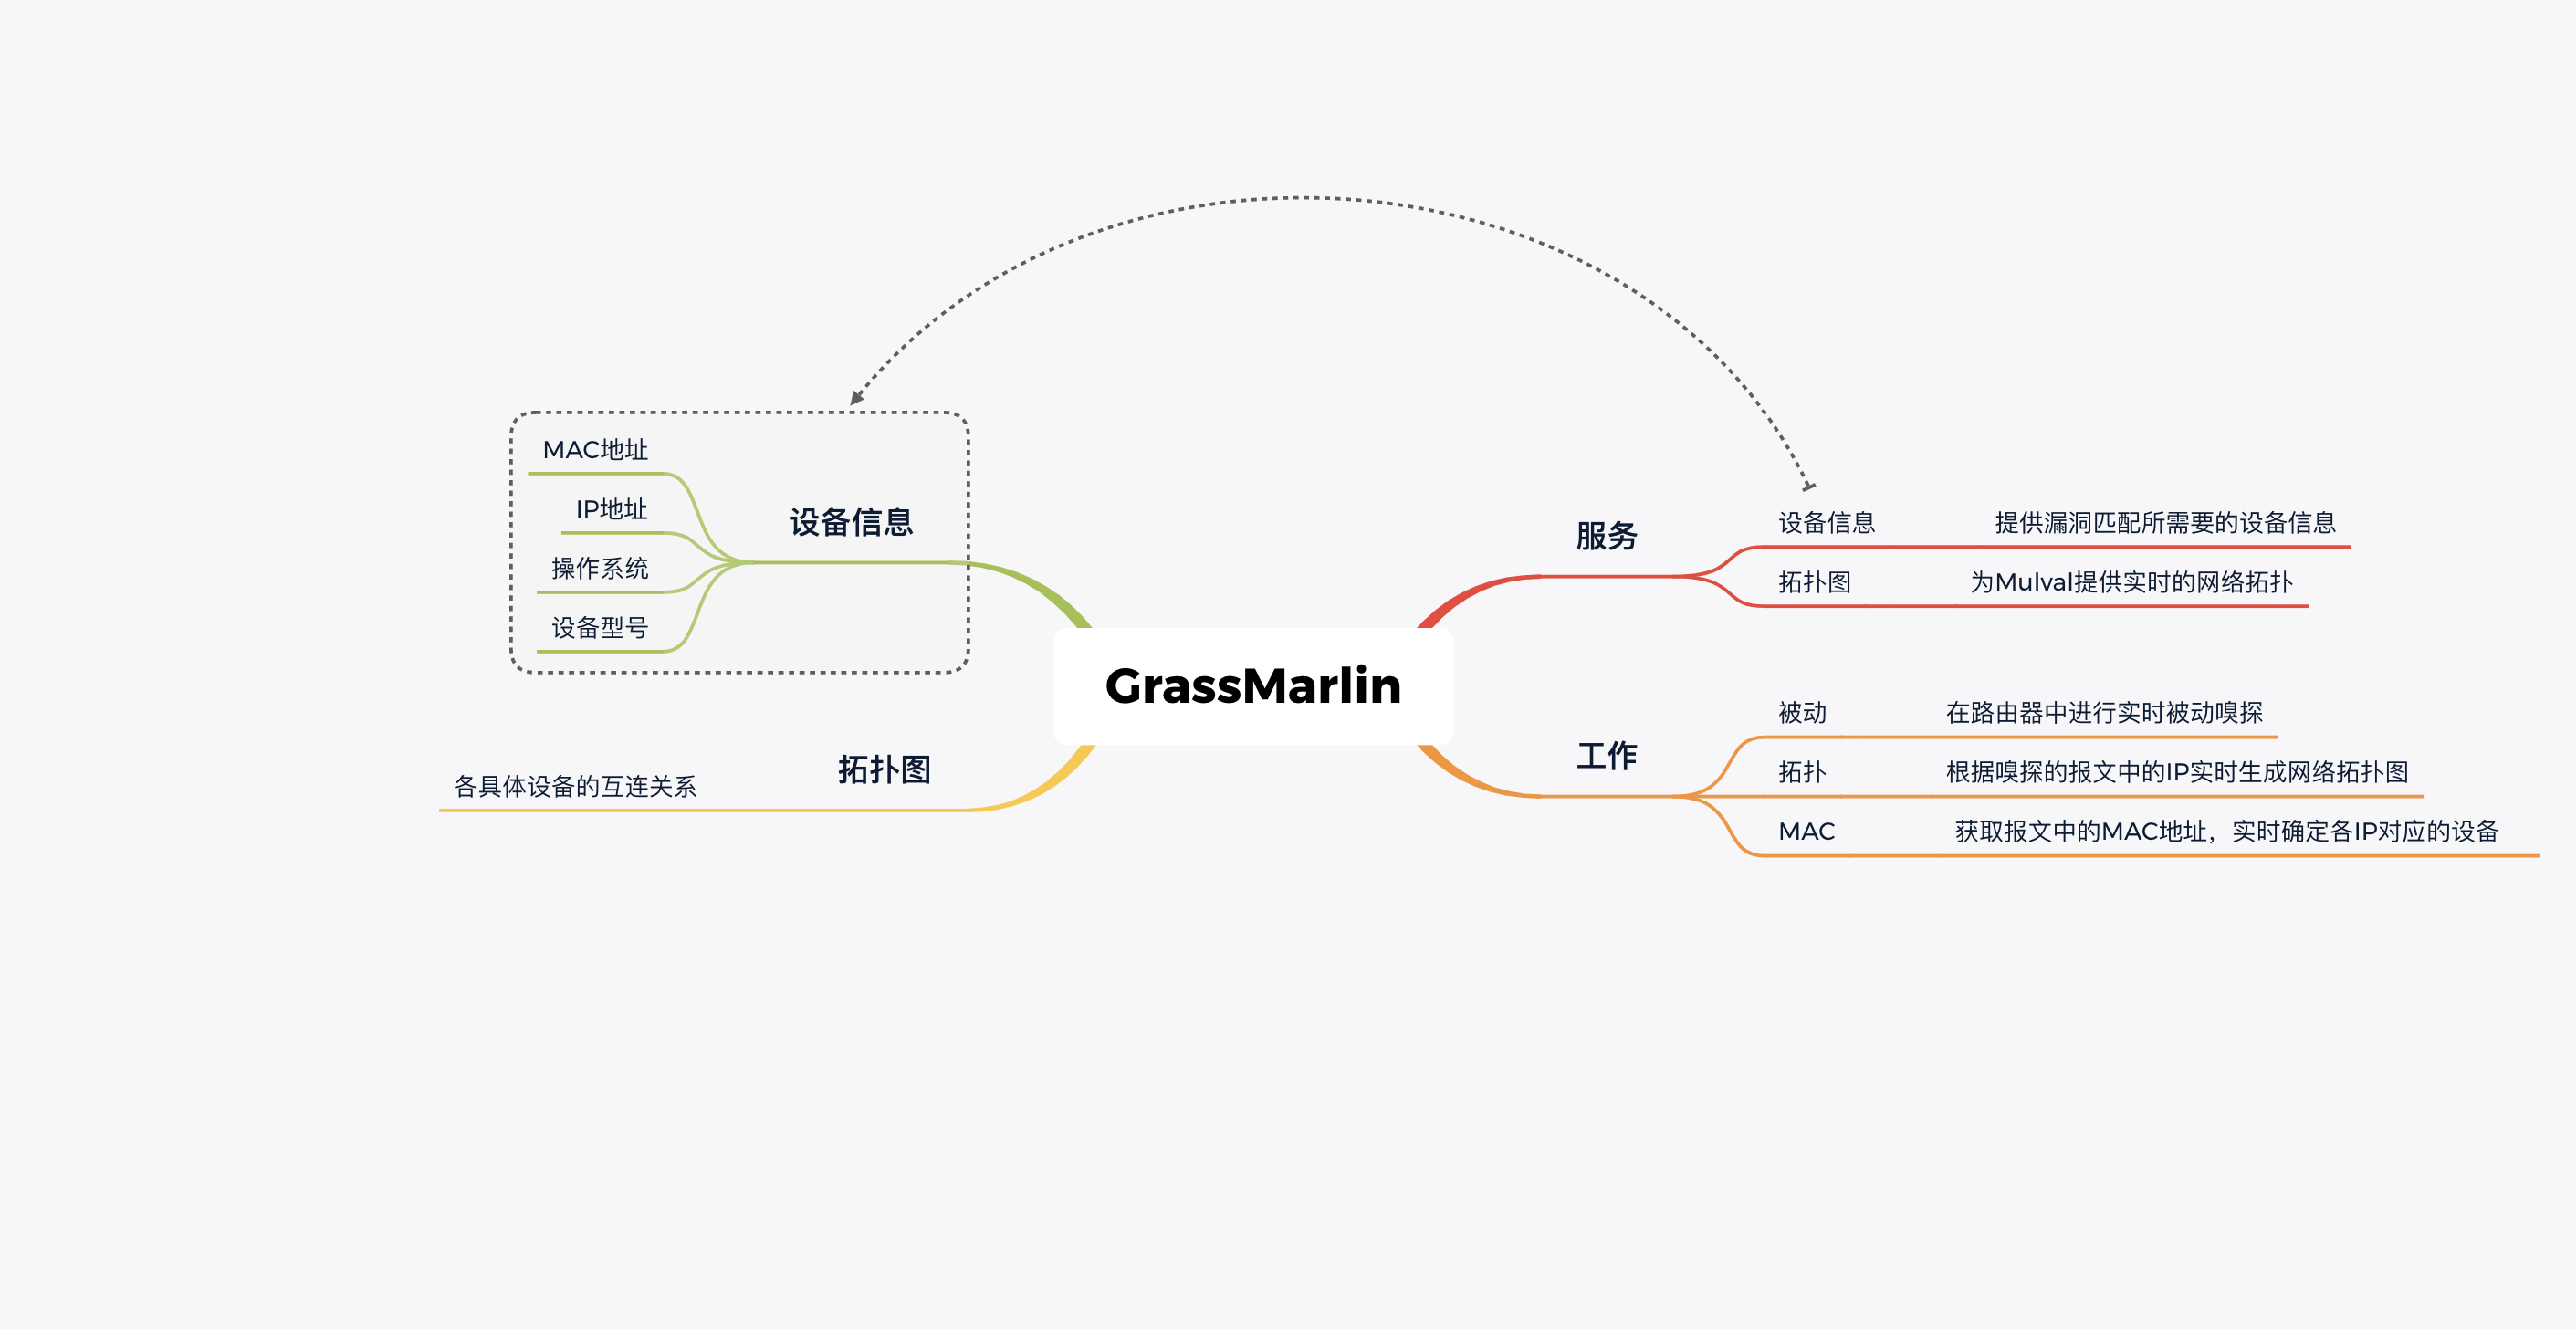 MAC地址
IP地址
操作系统
设备型号
设备信息
拓扑图
各具体设备的互连关系
GrassMarlin
服务
设备信息
提供漏洞匹配所需要的设备信息
拓扑图
为Mulval提供实时的网络拓扑
工作
被动
在路由器中进行实时被动嗅探
拓扑
根据嗅探的报文中的IP实时生成网络拓扑图
MAC
获取报文中的MAC地址，实时确定各IP对应的设备